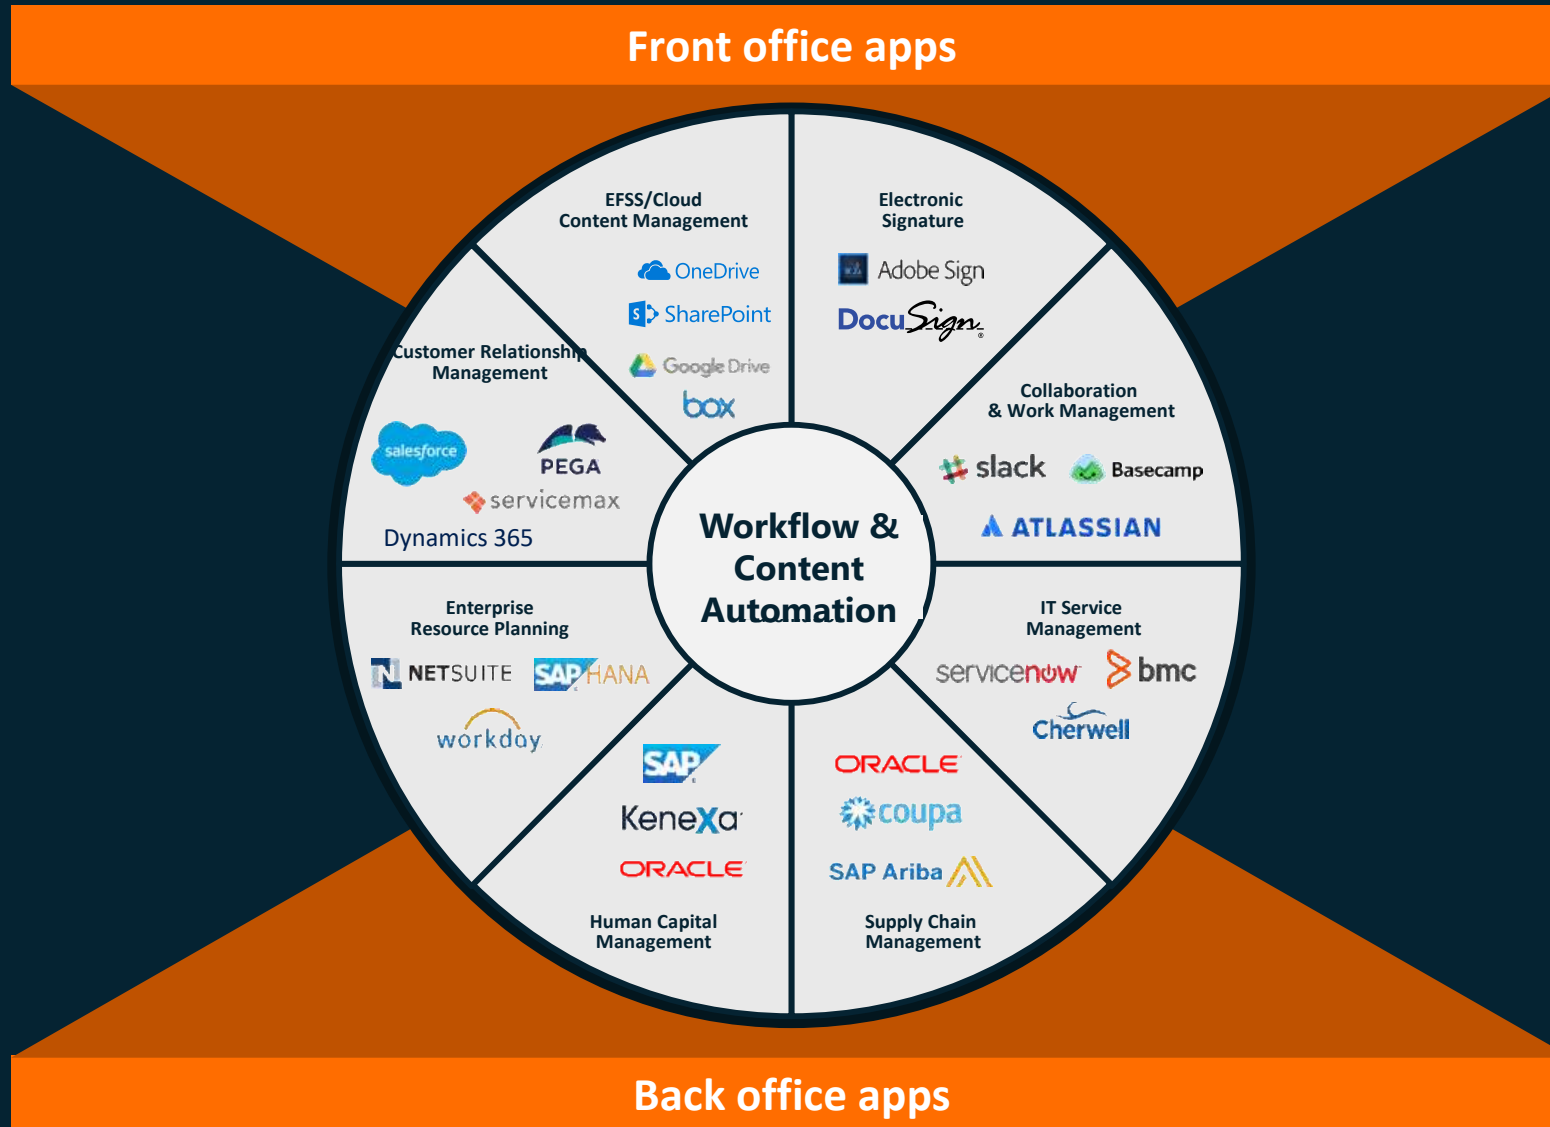 Front office apps
EFSS/Cloud
Content Management
OneDrive
SharePoint
Google Drive
box
Electronic
Signature
Adobe Sign
DocuSign
®
Customer Relationship
Management
salesforce
PEGA
servicemax
Dynamics 365
Collaboration
& Work Management
slack
Basecamp
ATLASSIAN
Workflow &
Content
Automation
Enterprise
Resource Planning
N NETSUITE
SAP HANA
workday
IT Service
Management
servicenow
bmc
Cherwell
SAP
Kenexa
ORACLE
Human Capital
Management
ORACLE
coupa
SAP Ariba
Supply Chain
Management
Back office apps